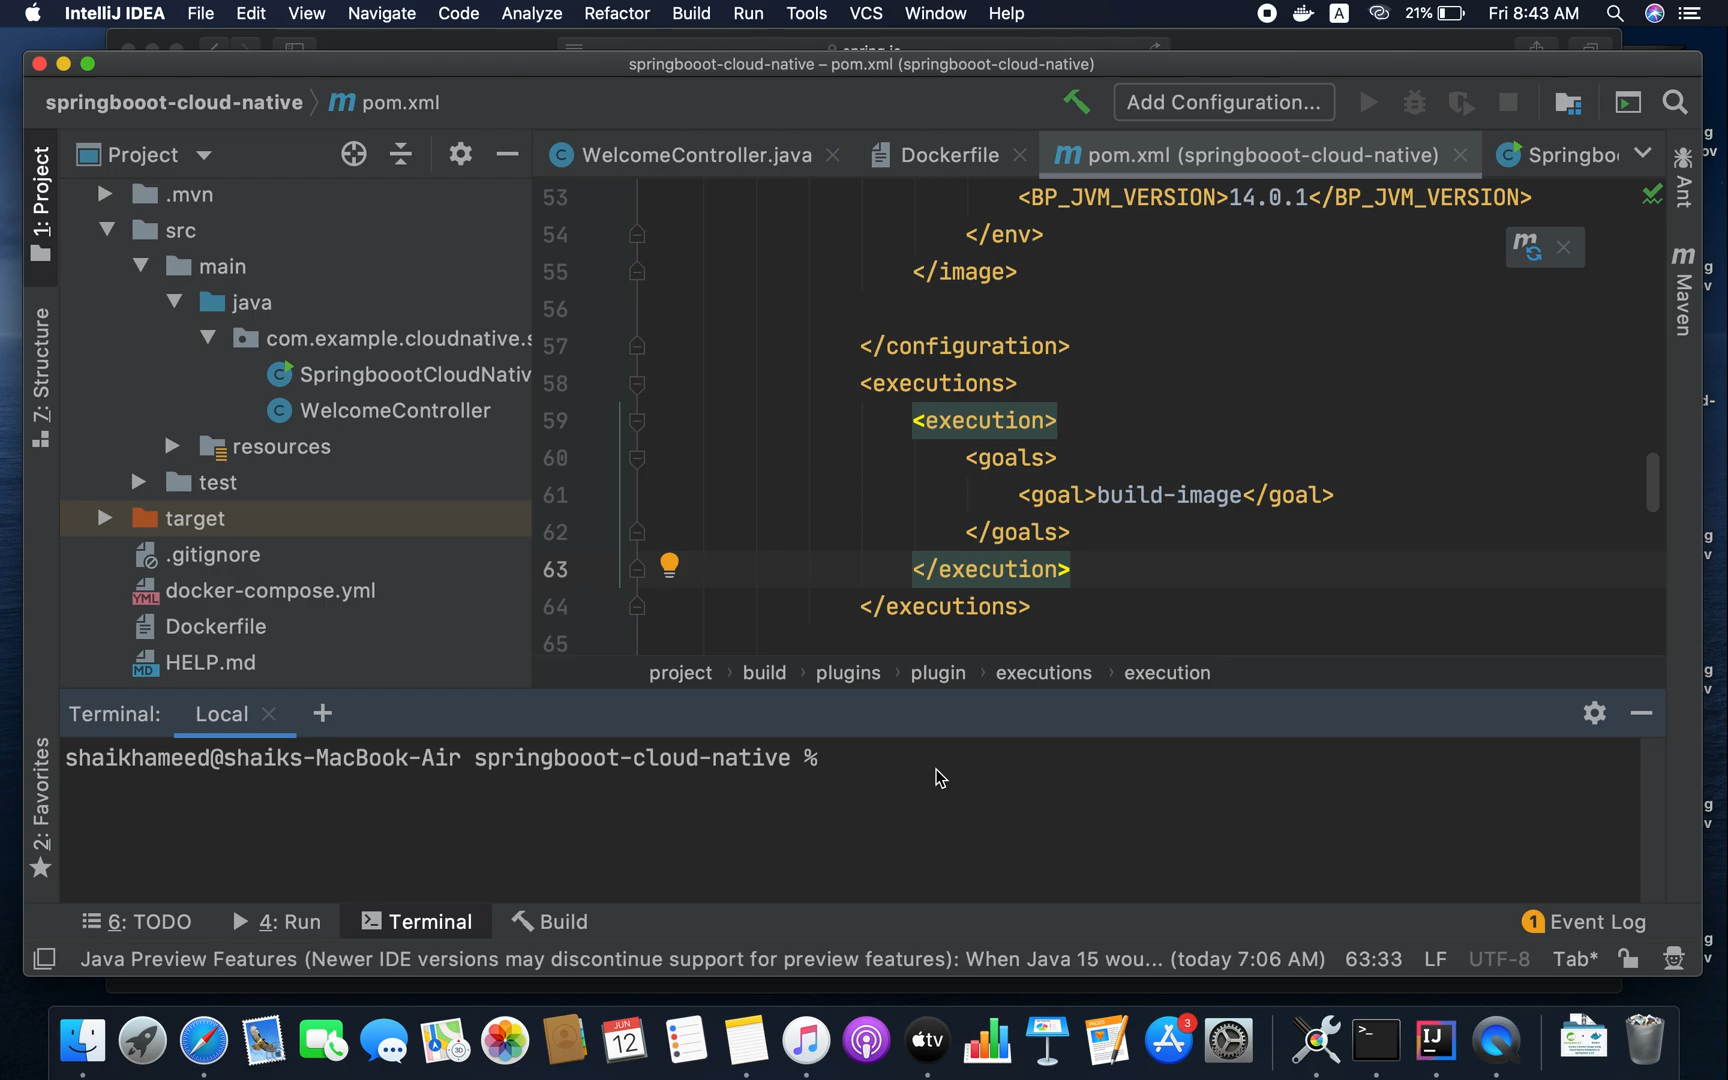 IntelliJ IDEA File Edit View Navigate Code Analyze Refactor Build Run Tools VCS Window Help A 21% Fri 8:43 AM
springbooot-cloud-native – pom.xml (springbooot-cloud-native)
springbooot-cloud-native m pom.xml Add Configuration...
Project
WelcomeController.java Dockerfile m pom.xml (springbooot-cloud-native) Springbo
1: Project
Z: Structure
2: Favorites
.mvn
src
main
java
com.example.cloudnative.s
SpringboootCloudNativ
WelcomeController
resources
test
target
.gitignore
docker-compose.yml
Dockerfile
HELP.md
53 <BP_JVM_VERSION>14.0.1</BP_JVM_VERSION>
54 </env>
55 </image>
56
57 </configuration>
58 <executions>
59 <execution>
60 <goals>
61 <goal>build-image</goal>
62 </goals>
63 </execution>
64 </executions>
65
project › build › plugins › plugin › executions › execution
Ant
m Maven
Terminal: Local
shaikhameed@shaiks-MacBook-Air springbooot-cloud-native %
6: TODO 4: Run Terminal Build 1 Event Log
Java Preview Features (Newer IDE versions may discontinue support for preview features): When Java 15 wou... (today 7:06 AM) 63:33 LF UTF-8 Tab*
JUN
12
3D
tv
3
IJ